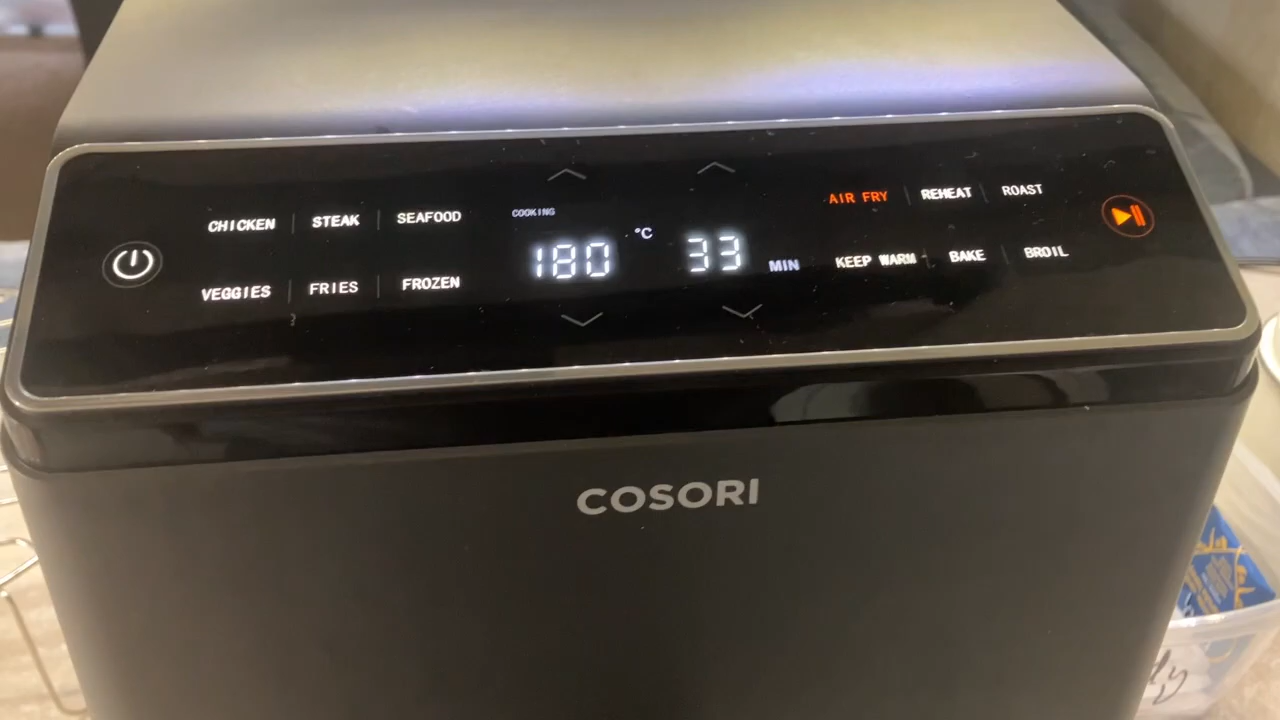 CHICKEN STEAK SEAFOOD COOKING AIR FRY REHEAT ROAST
180 °C 33 MIN
VEGGIES FRIES FROZEN KEEP WARM BAKE BROIL
COSORI